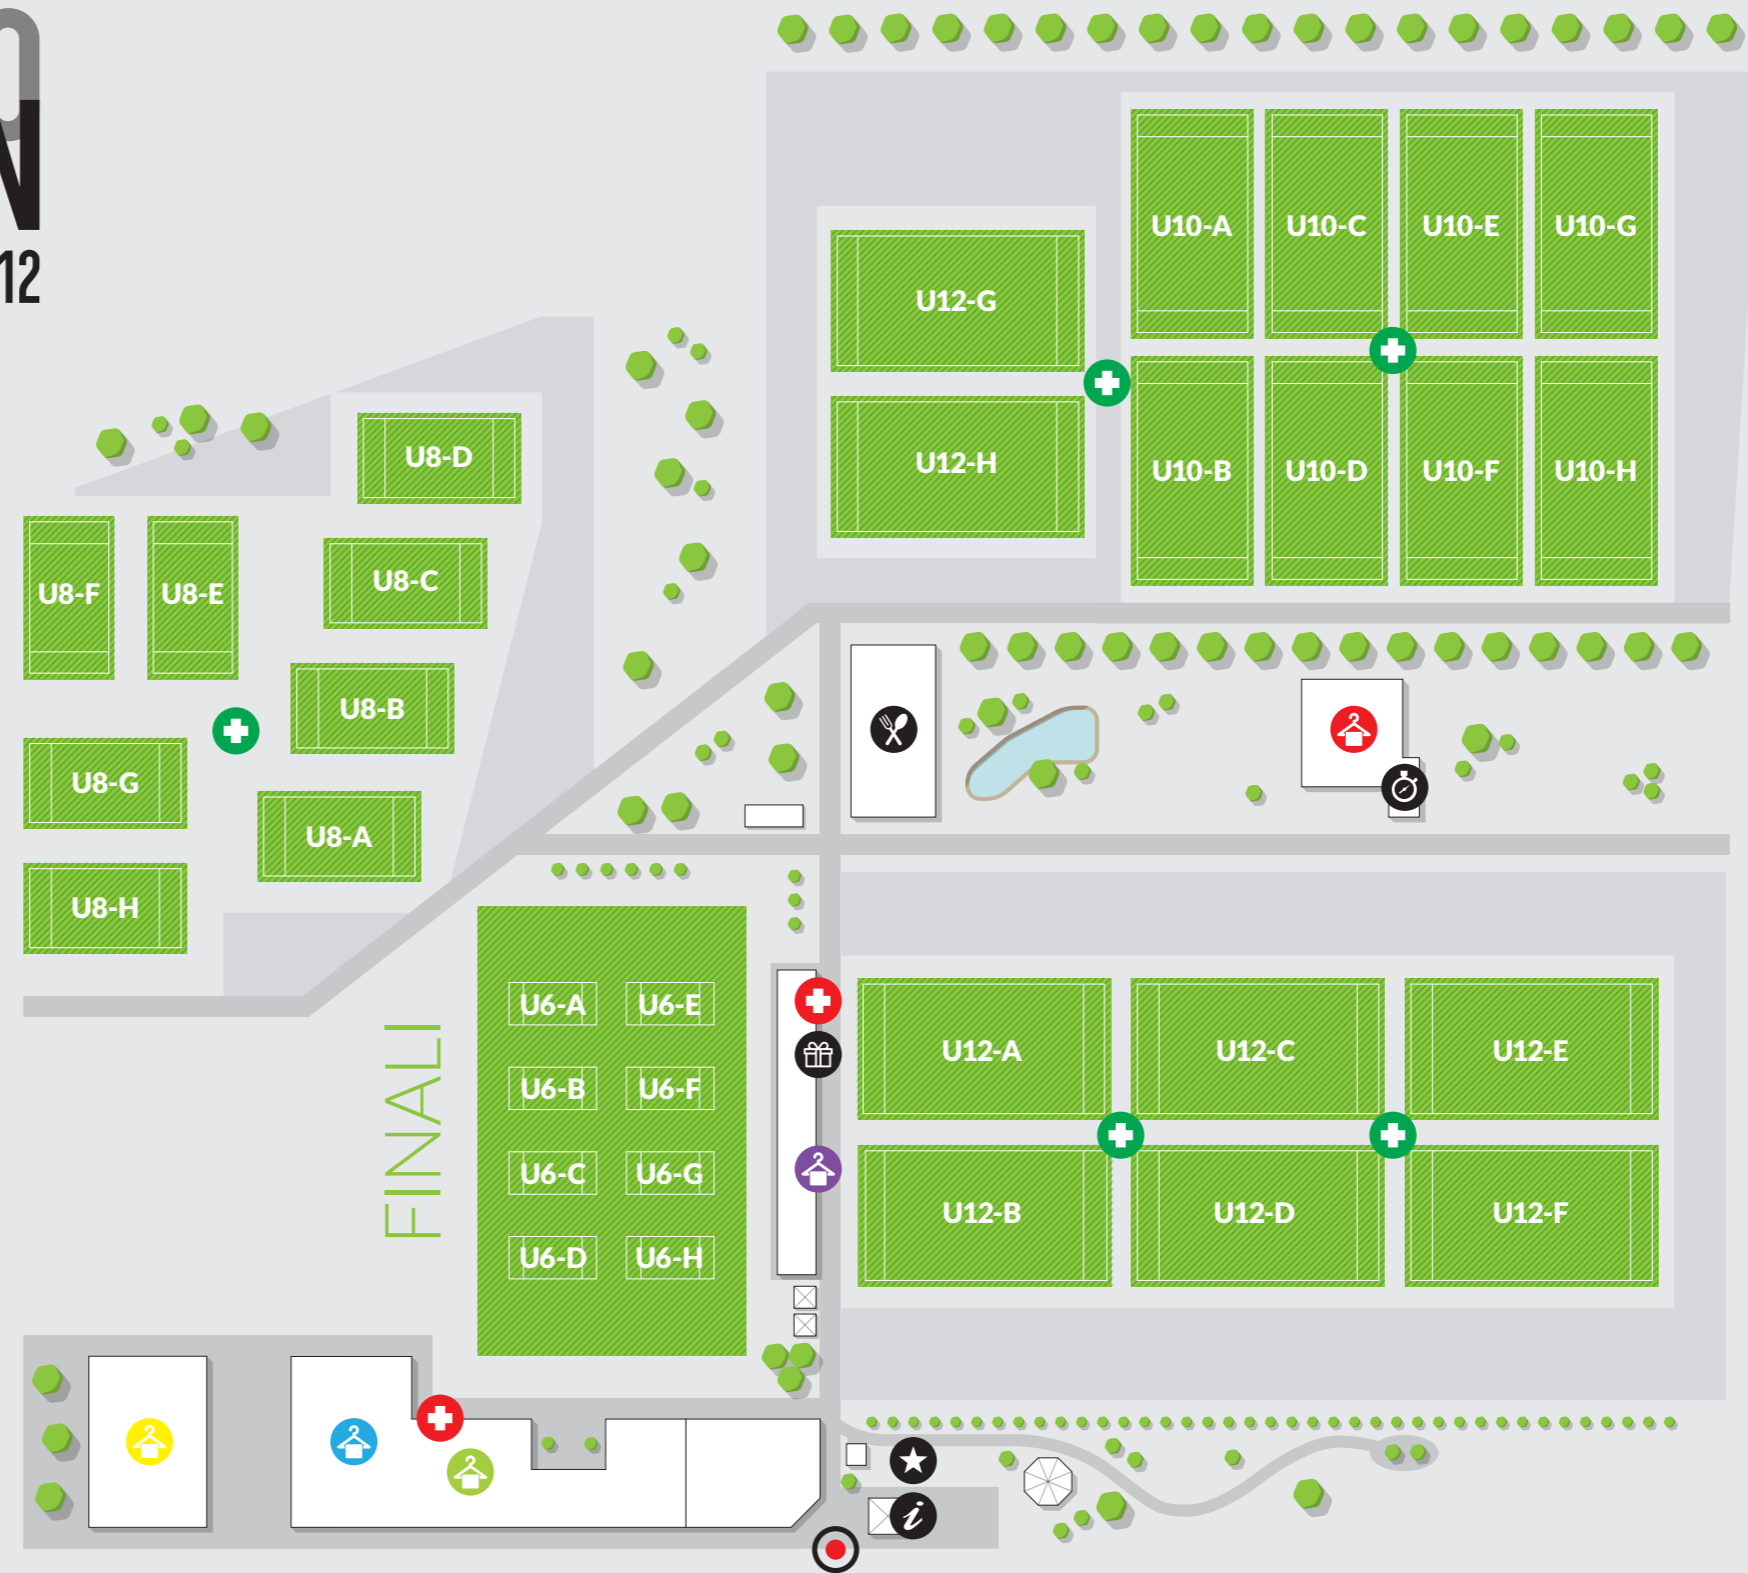 N
12
U10-A
U10-C
U10-E
U10-G
U12-G
U12-H
U10-B
U10-D
U10-F
U10-H
U8-D
U8-F
U8-E
U8-C
U8-B
U8-G
U8-A
U8-H
FINALI
U6-A
U6-E
U6-B
U6-F
U6-C
U6-G
U6-D
U6-H
U12-A
U12-C
U12-E
U12-B
U12-D
U12-F
i